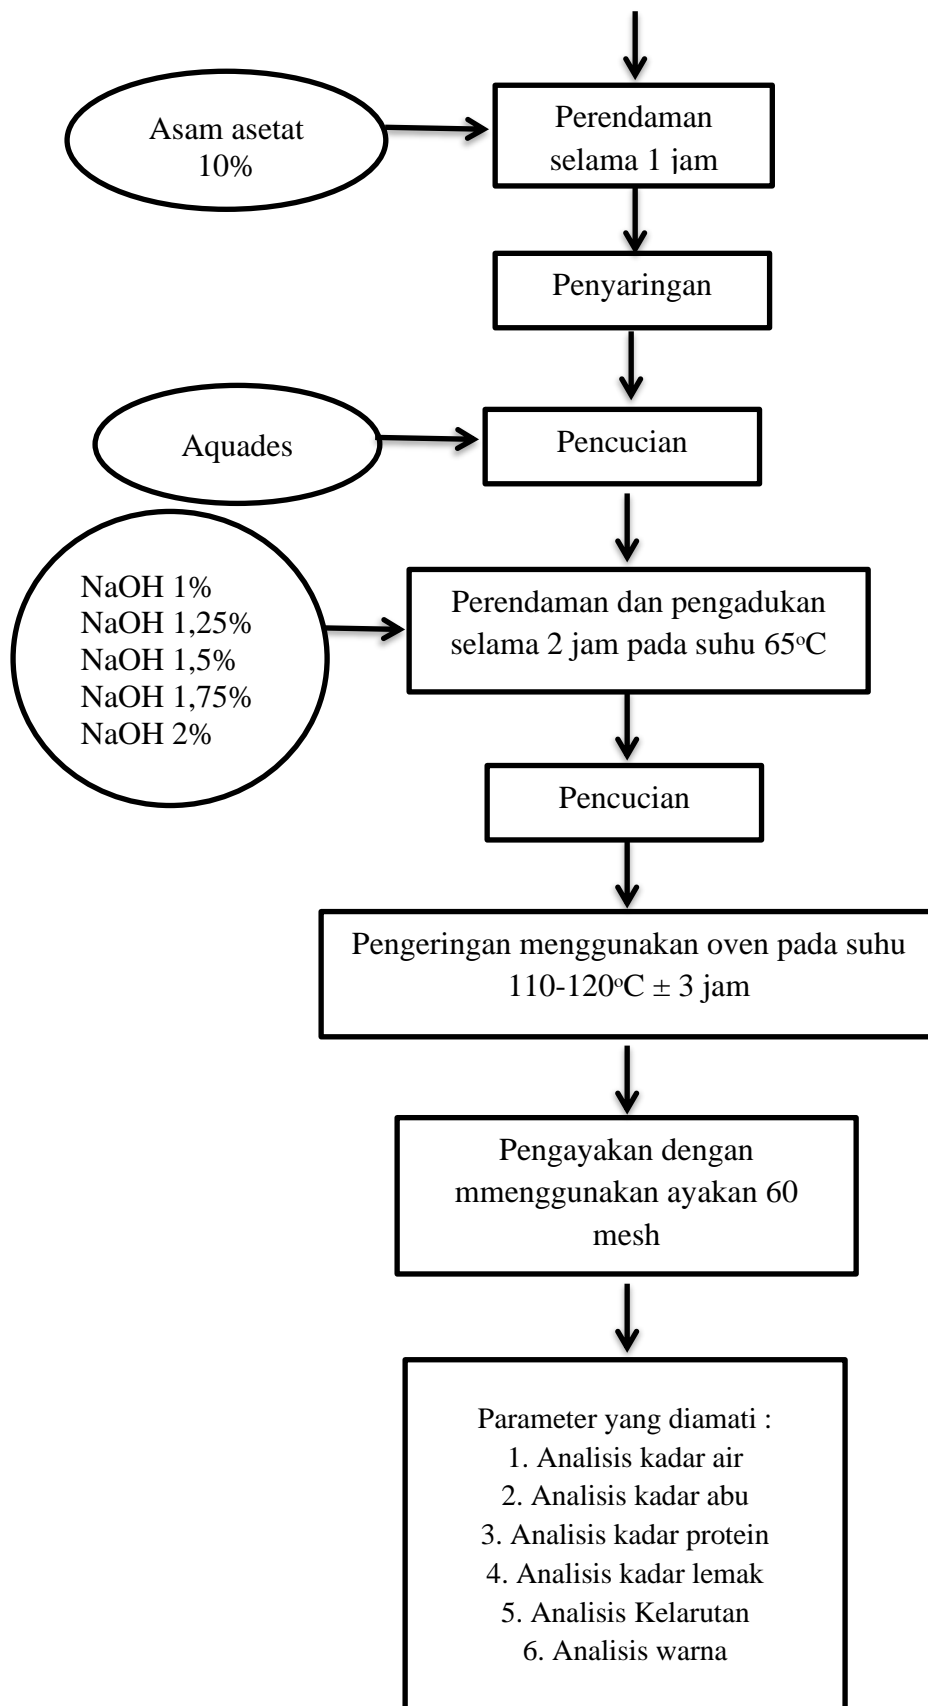 Asam asetat
10%
Perendaman
selama 1 jam
Penyaringan
Aquades
Pencucian
NaOH 1%
NaOH 1,25%
NaOH 1,5%
NaOH 1,75%
NaOH 2%
Perendaman dan pengadukan
selama 2 jam pada suhu 65°C
Pencucian
Pengeringan menggunakan oven pada suhu
110-120°C ± 3 jam
Pengayakan dengan
mmenggunakan ayakan 60
mesh
Parameter yang diamati :
1. Analisis kadar air
2. Analisis kadar abu
3. Analisis kadar protein
4. Analisis kadar lemak
5. Analisis Kelarutan
6. Analisis warna